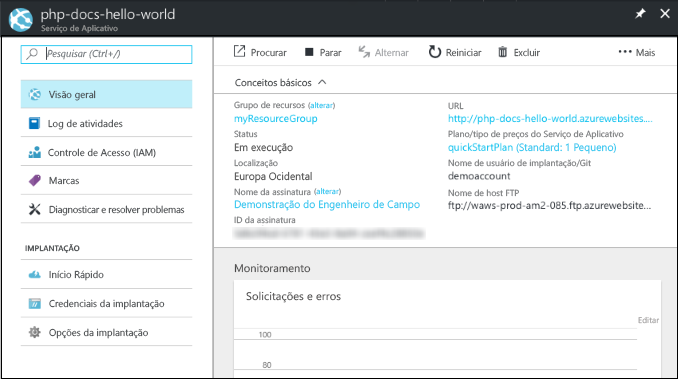 php-docs-hello-world
Serviço de Aplicativo
Pesquisar (Ctrl+/)
Visão geral
Log de atividades
Controle de Acesso (IAM)
Marcas
Diagnosticar e resolver problemas
IMPLANTAÇÃO
Início Rápido
Credenciais da implantação
Opções da implantação
Procurar
Parar
Alternar
Reiniciar
Excluir
Mais
Conceitos básicos
Grupo de recursos (alterar)
myResourceGroup
Status
Em execução
Localização
Europa Ocidental
Nome da assinatura (alterar)
Demonstração do Engenheiro de Campo
ID da assinatura
URL
http://php-docs-hello-world.azurewebsites....
Plano/tipo de preços do Serviço de Aplicativo
quickStartPlan (Standard: 1 Pequeno)
Nome de usuário de implantação/Git
demoaccount
Nome de host FTP
ftp://waws-prod-am2-085.ftp.azurewebsite...
Monitoramento
Solicitações e erros
Editar
100
80